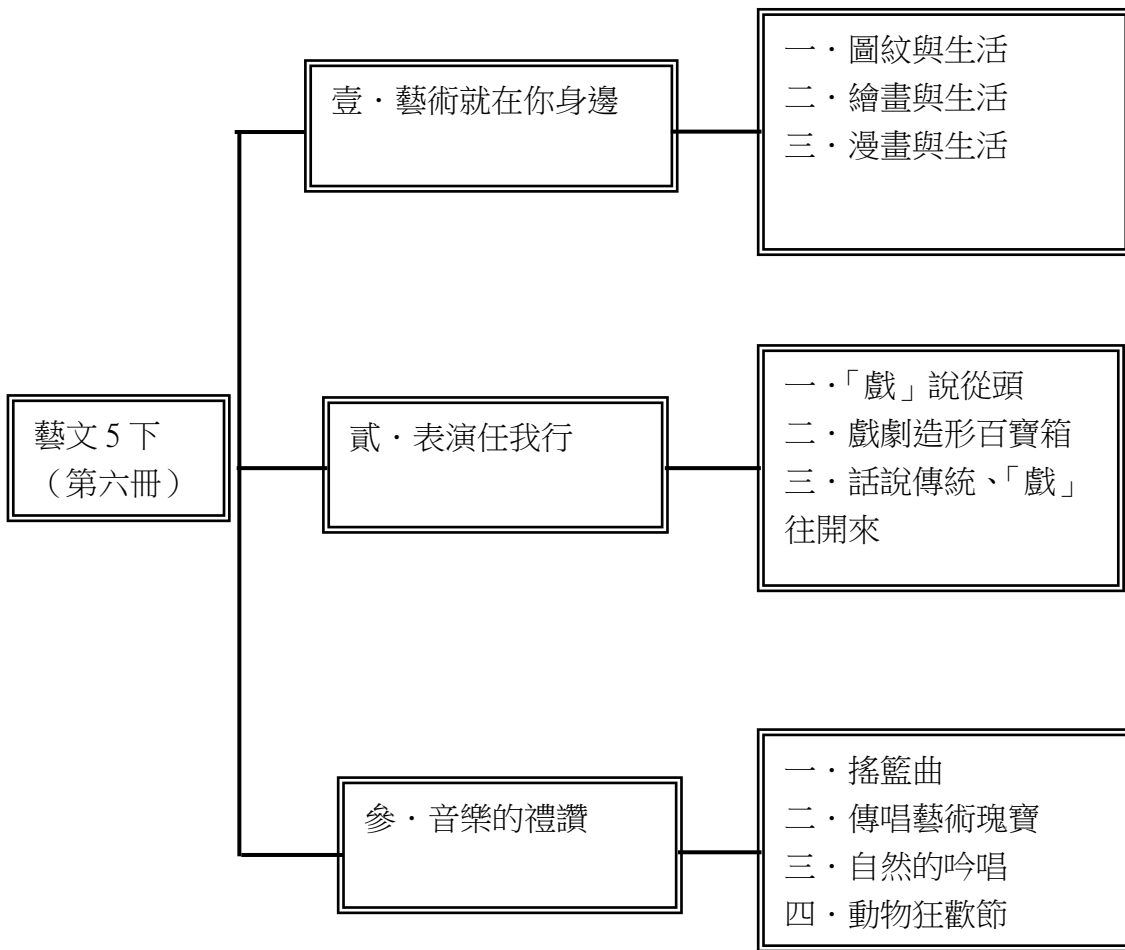 藝文5下
（第六冊）
壹．藝術就在你身邊
一．圖紋與生活
二．繪畫與生活
三．漫畫與生活
貳．表演任我行
一．「戲」說從頭
二．戲劇造形百寶箱
三．話說傳統、「戲」
往開來
參．音樂的禮讚
一．搖籃曲
二．傳唱藝術瑰寶
三．自然的吟唱
四．動物狂歡節